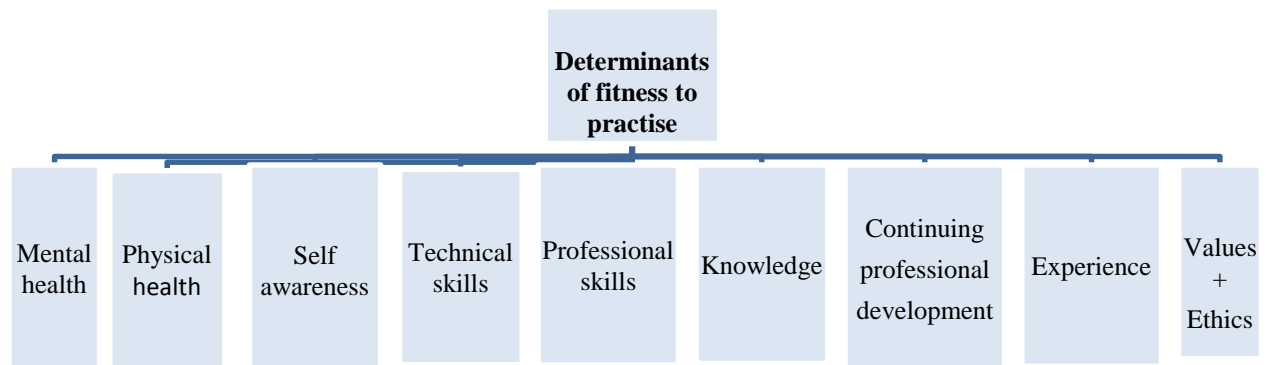 Determinants
of fitness to
practise
Mental
health
Physical
health
Self
awareness
Technical
skills
Professional
skills
Knowledge
Continuing
professional
development
Experience
Values
+
Ethics